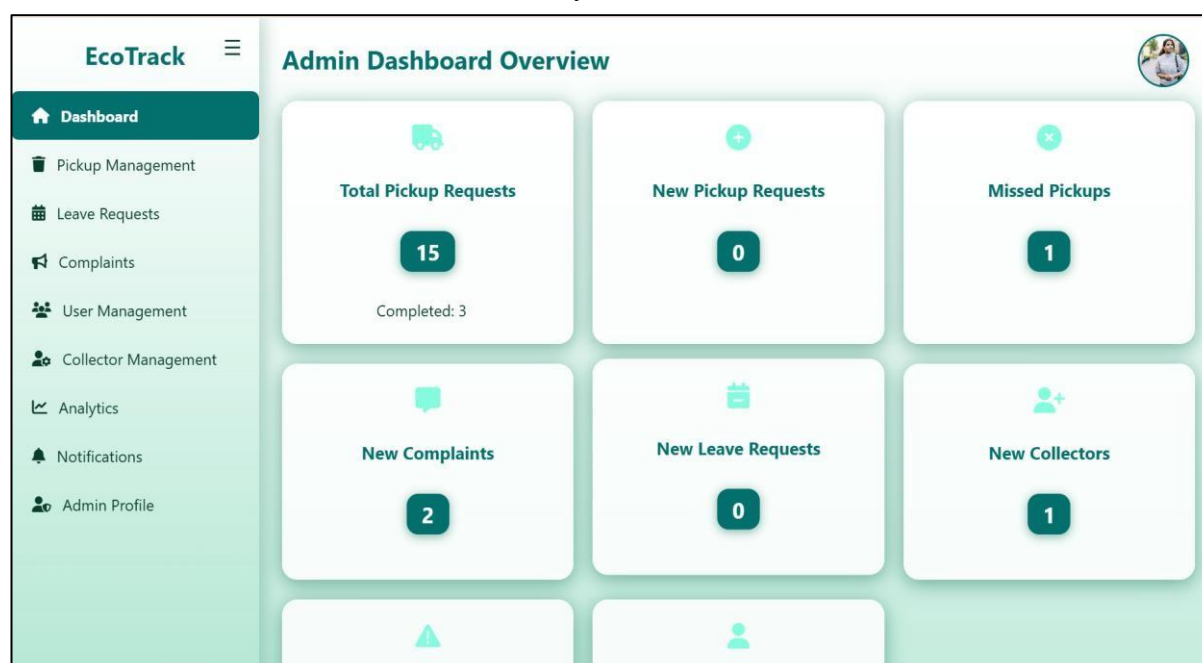 EcoTrack
Dashboard
Pickup Management
Leave Requests
Complaints
User Management
Collector Management
Analytics
Notifications
Admin Profile
Admin Dashboard Overview
Total Pickup Requests
15
Completed: 3
New Pickup Requests
0
Missed Pickups
1
New Complaints
2
New Leave Requests
0
New Collectors
1